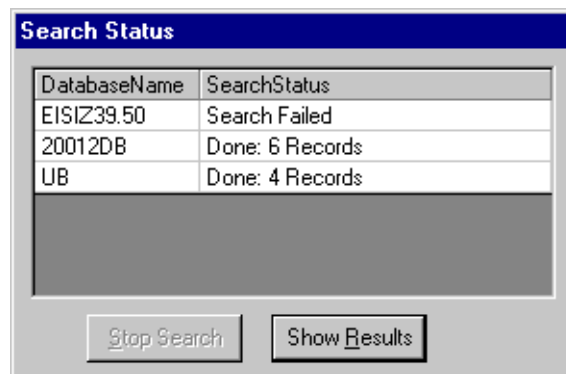 Search Status
DatabaseName SearchStatus
EISIZ39.50 Search Failed
20012DB Done: 6 Records
UB Done: 4 Records
Stop Search Show Results